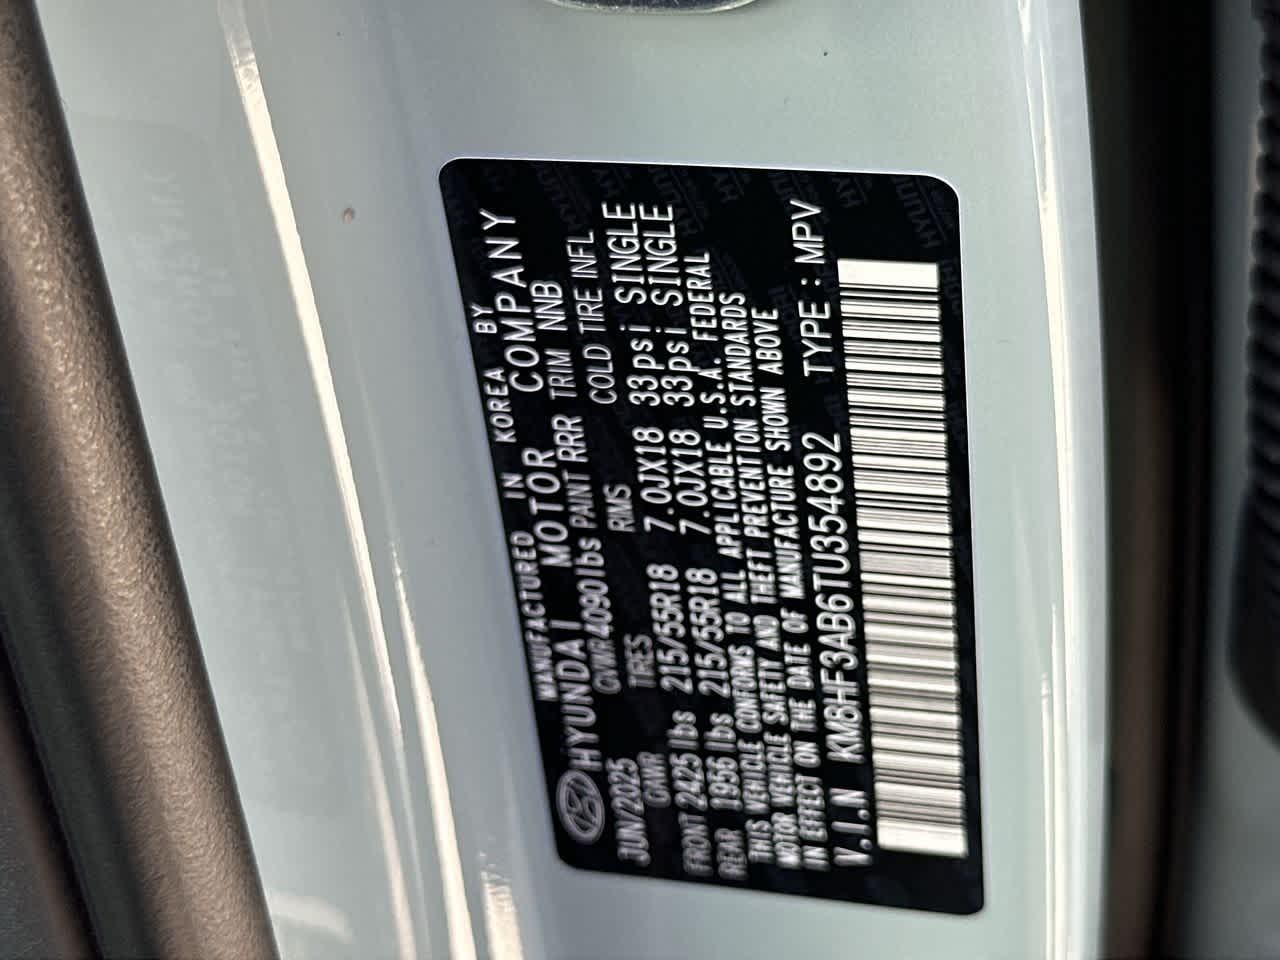 MANUFACTURED IN KOREA BY
HYUNDAI MOTOR COMPANY
JUN/2025 GVWR 4090lbs PAINT RRR TRIM NNB
GAWR TIRES RMS COLD TIRE INFL
FRONT 2425 lbs 215/55R18 7.0JX18 33psi SINGLE
REAR 1956 lbs 215/55R18 7.0JX18 33psi SINGLE
THIS VEHICLE CONFORMS TO ALL APPLICABLE U.S.A. FEDERAL
MOTOR VEHICLE SAFETY AND THEFT PREVENTION STANDARDS
IN EFFECT ON THE DATE OF MANUFACTURE SHOWN ABOVE
V.I.N KM8HF3AB6TU354892 TYPE : MPV